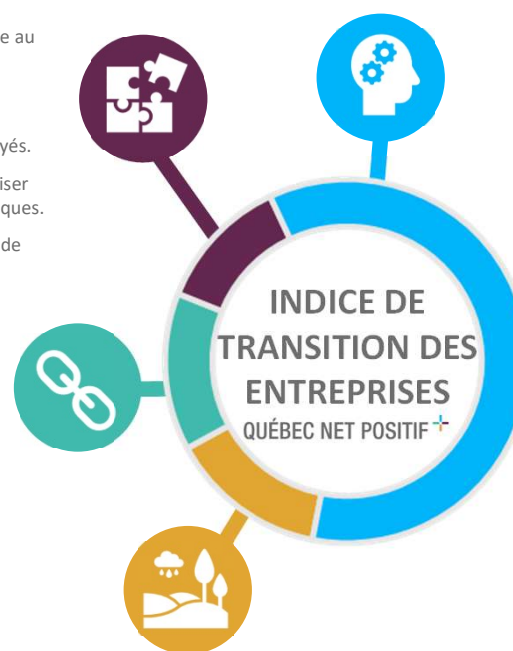 e au
yés.
iser
ques.
de
INDICE DE
TRANSITION DES
ENTREPRISES
QUÉBEC NET POSITIF